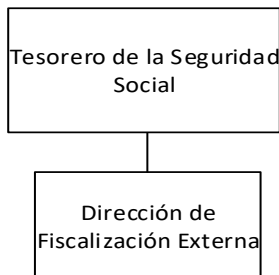 Tesorero de la Seguridad
Social
Dirección de
Fiscalización Externa